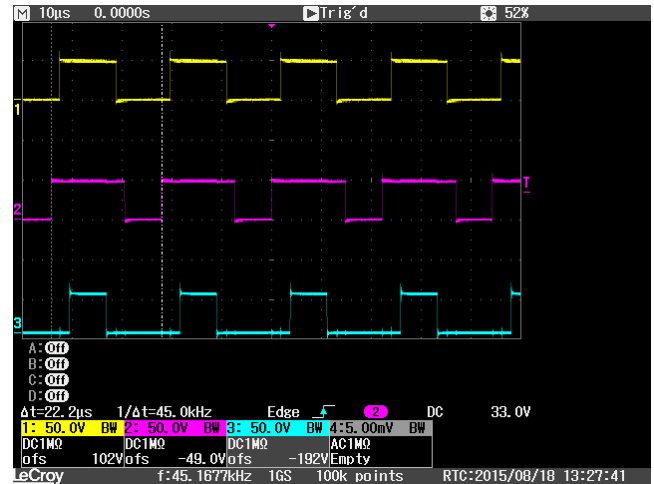 M 10µs 0.0000s Trig´d 52%
1
T
2
3
A:Off
B:Off
C:Off
D:Off
Δt=22.2µs 1/Δt=45.0kHz Edge 2 DC 33.0V
1: 50.0V BW 2: 50.0V BW 3: 50.0V BW 4:5.00mV BW
DC1MΩ DC1MΩ DC1MΩ AC1MΩ
ofs 102V ofs -49.0V ofs -192V Empty
LeCroy f:45.1677kHz 1GS 100k points RTC:2015/08/18 13:27:41